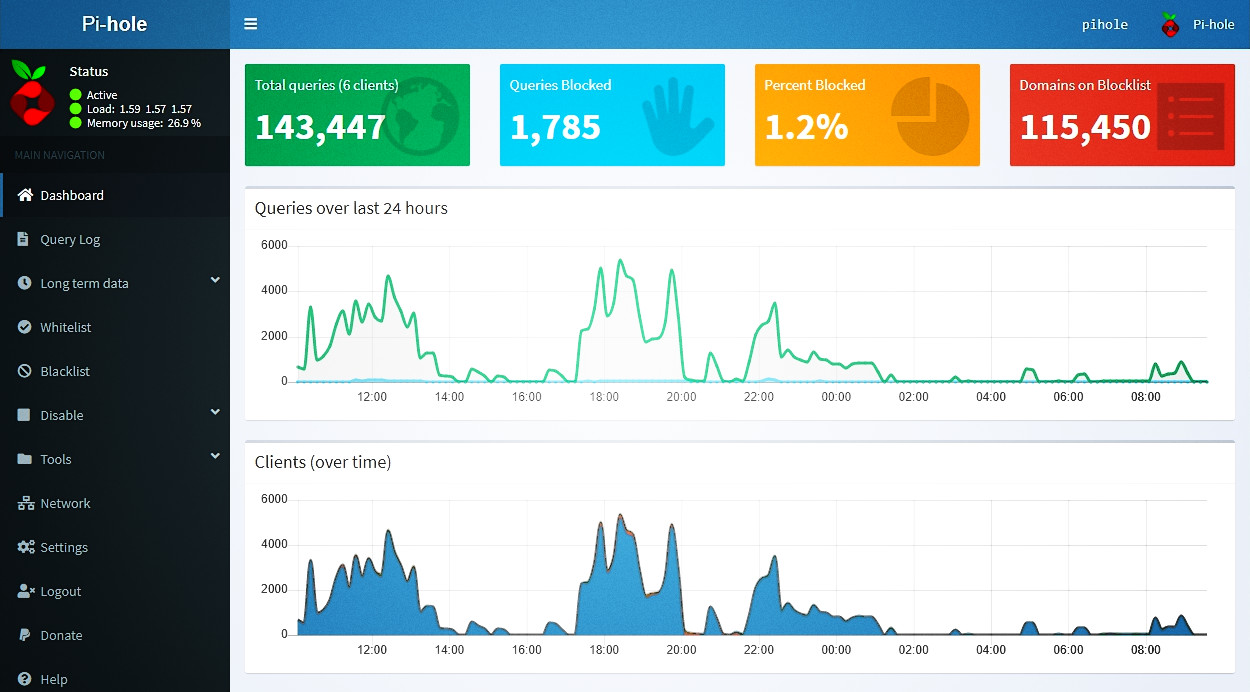 Pi-hole
pihole
Pi-hole
Status
Active
Load: 1.59 1.57 1.57
Memory usage: 26.9 %
MAIN NAVIGATION
Dashboard
Query Log
Long term data
Whitelist
Blacklist
Disable
Tools
Network
Settings
Logout
Donate
Help
Total queries (6 clients)
143,447
Queries Blocked
1,785
Percent Blocked
1.2%
Domains on Blocklist
115,450
Queries over last 24 hours
6000
4000
2000
0
12:00 14:00 16:00 18:00 20:00 22:00 00:00 02:00 04:00 06:00 08:00
Clients (over time)
6000
4000
2000
0
12:00 14:00 16:00 18:00 20:00 22:00 00:00 02:00 04:00 06:00 08:00